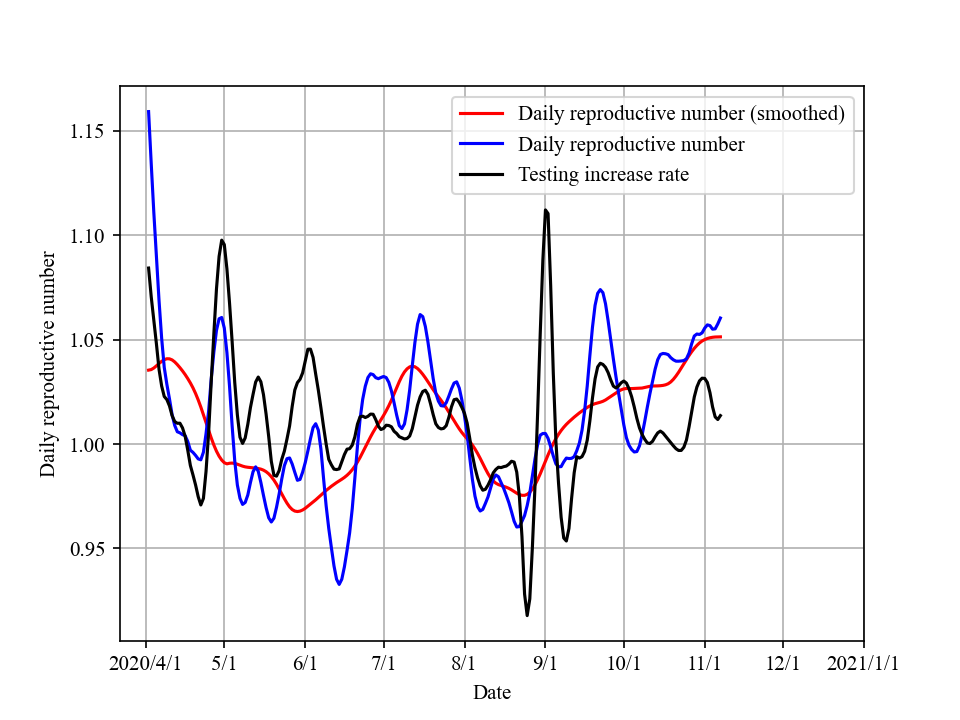 Daily reproductive number (smoothed)
Daily reproductive number
Testing increase rate
1.15
1.10
1.05
1.00
0.95
Daily reproductive number
2020/4/1 5/1 6/1 7/1 8/1 9/1 10/1 11/1 12/1 2021/1/1
Date